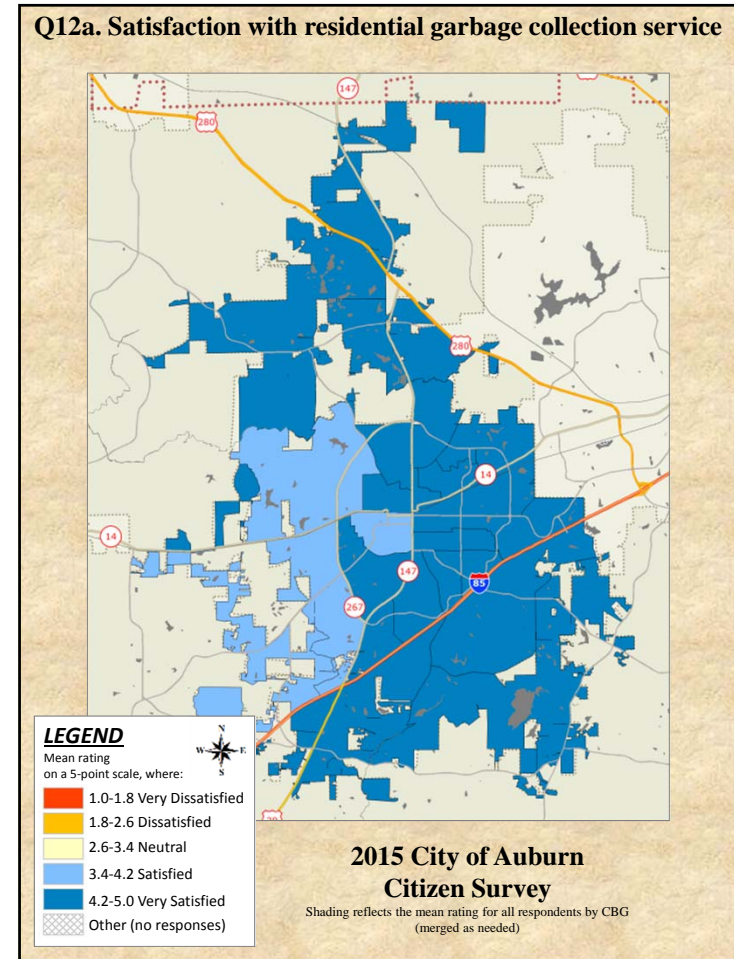 Q12a. Satisfaction with residential garbage collection service
147
280
280
14
14
147
85
267
LEGEND
Mean rating
on a 5-point scale, where:
N
W E
S
1.0-1.8 Very Dissatisfied
1.8-2.6 Dissatisfied
2.6-3.4 Neutral
3.4-4.2 Satisfied
4.2-5.0 Very Satisfied
Other (no responses)
2015 City of Auburn
Citizen Survey
Shading reflects the mean rating for all respondents by CBG
(merged as needed)